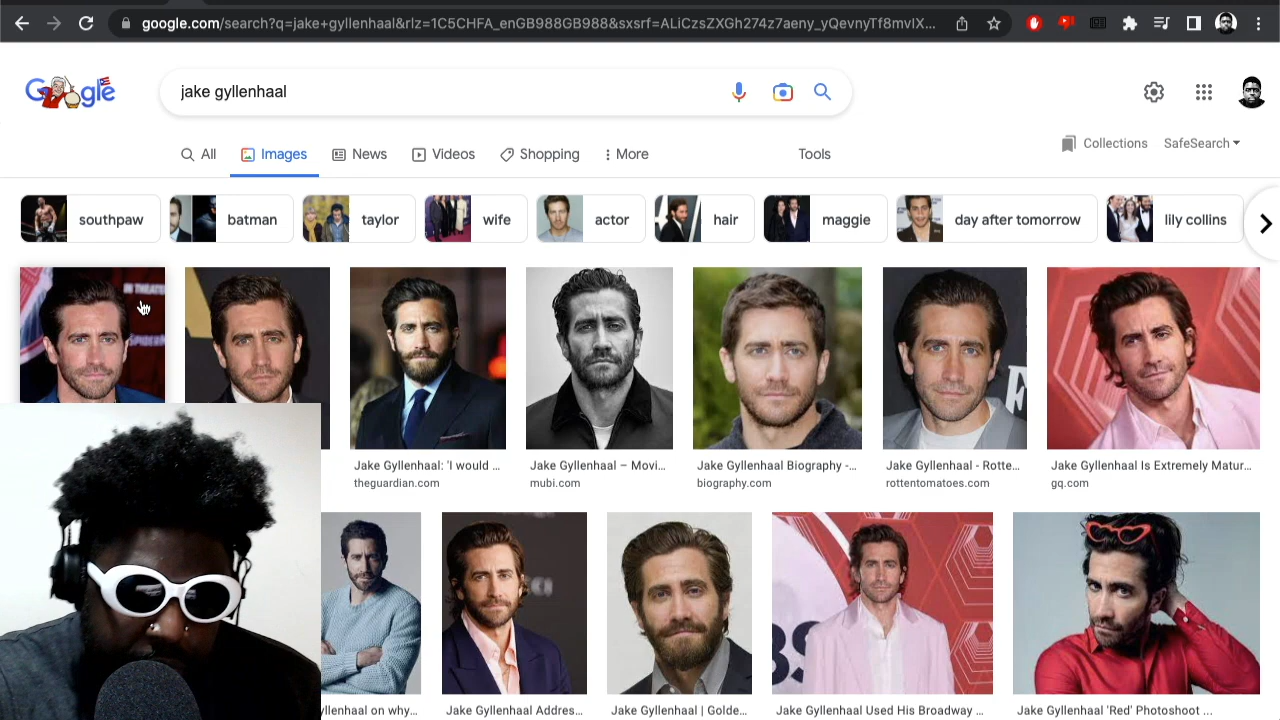 google.com/search?q=jake+gyllenhaal&rlz=1C5CHFA_enGB988GB988&sxsrf=ALiCzsZXGh274z7aeny_yQevnyTf8mvIX...
Google
jake gyllenhaal
All Images News Videos Shopping More Tools
Collections SafeSearch
southpaw batman taylor wife actor hair maggie day after tomorrow lily collins
IN THEATE
SPIDER
Jake Gyllenhaal: 'I would ...
theguardian.com
Jake Gyllenhaal – Movi...
mubi.com
Jake Gyllenhaal Biography -...
biography.com
Jake Gyllenhaal - Rotte...
rottentomatoes.com
Jake Gyllenhaal Is Extremely Matur...
gq.com
yllenhaal on why...
Jake Gyllenhaal Addres...
Jake Gyllenhaal | Golde...
Jake Gyllenhaal Used His Broadway ...
Jake Gyllenhaal 'Red' Photoshoot ...